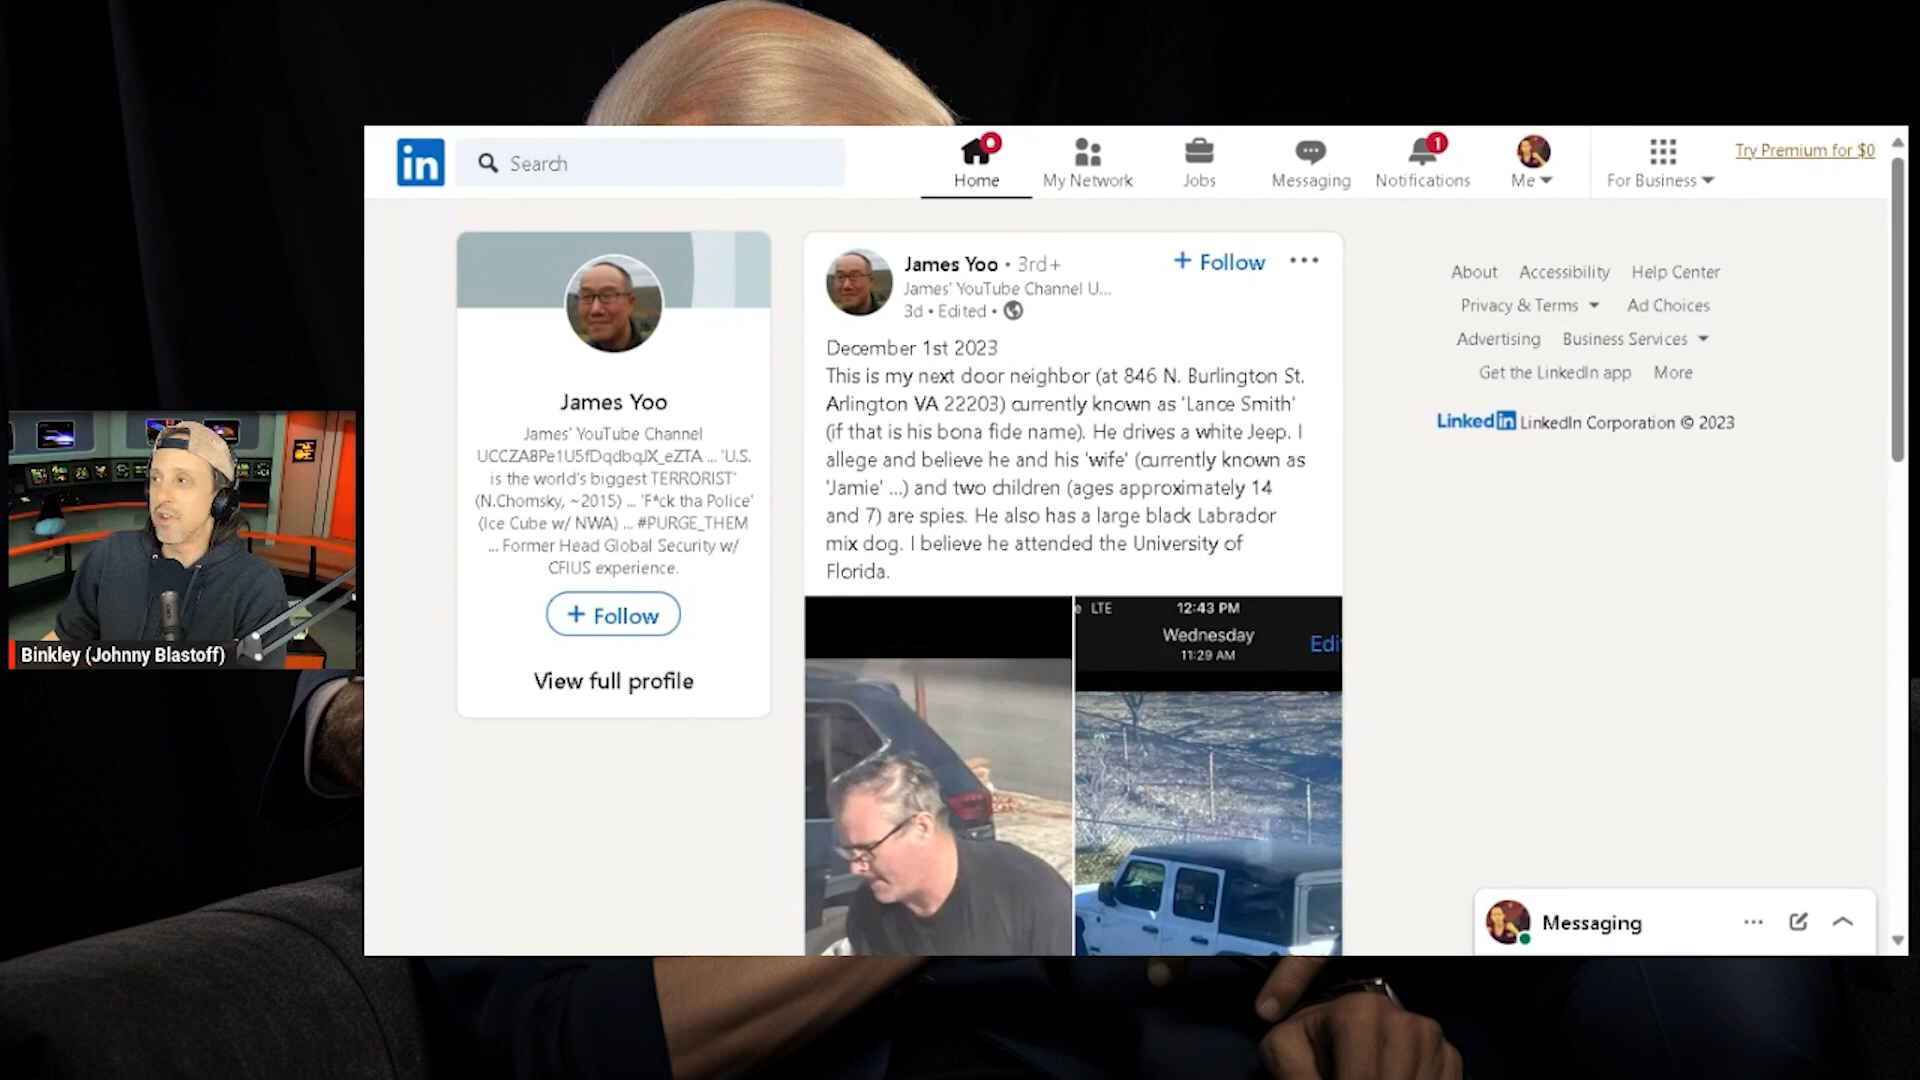 in
Search
Home
My Network
Jobs
Messaging
1
Notifications
Me
For Business
Try Premium for $0
James Yoo
James' YouTube Channel
UCCZA8Pe1U5fDqdbqJX_eZTA ... 'U.S.
is the world's biggest TERRORIST'
(N.Chomsky, ~2015) ... 'F*ck tha Police'
(Ice Cube w/ NWA) ... #PURGE_THEM
... Former Head Global Security w/
CFIUS experience.
+ Follow
View full profile
James Yoo • 3rd+
James' YouTube Channel U...
3d • Edited •
+ Follow
December 1st 2023
This is my next door neighbor (at 846 N. Burlington St.
Arlington VA 22203) currently known as 'Lance Smith'
(if that is his bona fide name). He drives a white Jeep. I
allege and believe he and his 'wife' (currently known as
'Jamie' ...) and two children (ages approximately 14
and 7) are spies. He also has a large black Labrador
mix dog. I believe he attended the University of
Florida.
LTE
12:43 PM
Wednesday
11:29 AM
Edi
About Accessibility Help Center
Privacy & Terms Ad Choices
Advertising Business Services
Get the LinkedIn app More
LinkedIn LinkedIn Corporation © 2023
Messaging
Binkley (Johnny Blastoff)